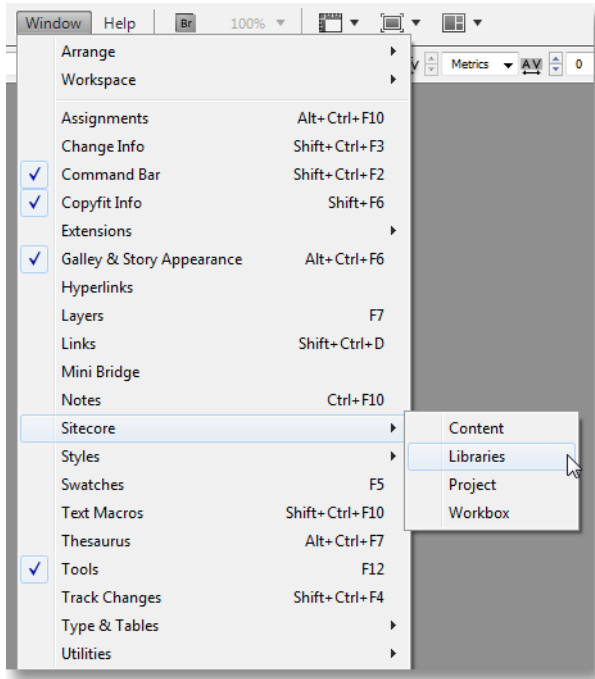 Window Help Br 100%
Arrange
Workspace
Metrics AV 0
Assignments Alt+Ctrl+F10
Change Info Shift+Ctrl+F3
Command Bar Shift+Ctrl+F2
Copyfit Info Shift+F6
Extensions
Galley & Story Appearance Alt+Ctrl+F6
Hyperlinks
Layers F7
Links Shift+Ctrl+D
Mini Bridge
Notes Ctrl+F10
Sitecore Content
Styles Libraries
Swatches F5 Project
Text Macros Shift+Ctrl+F10 Workbox
Thesaurus Alt+Ctrl+F7
Tools F12
Track Changes Shift+Ctrl+F4
Type & Tables
Utilities